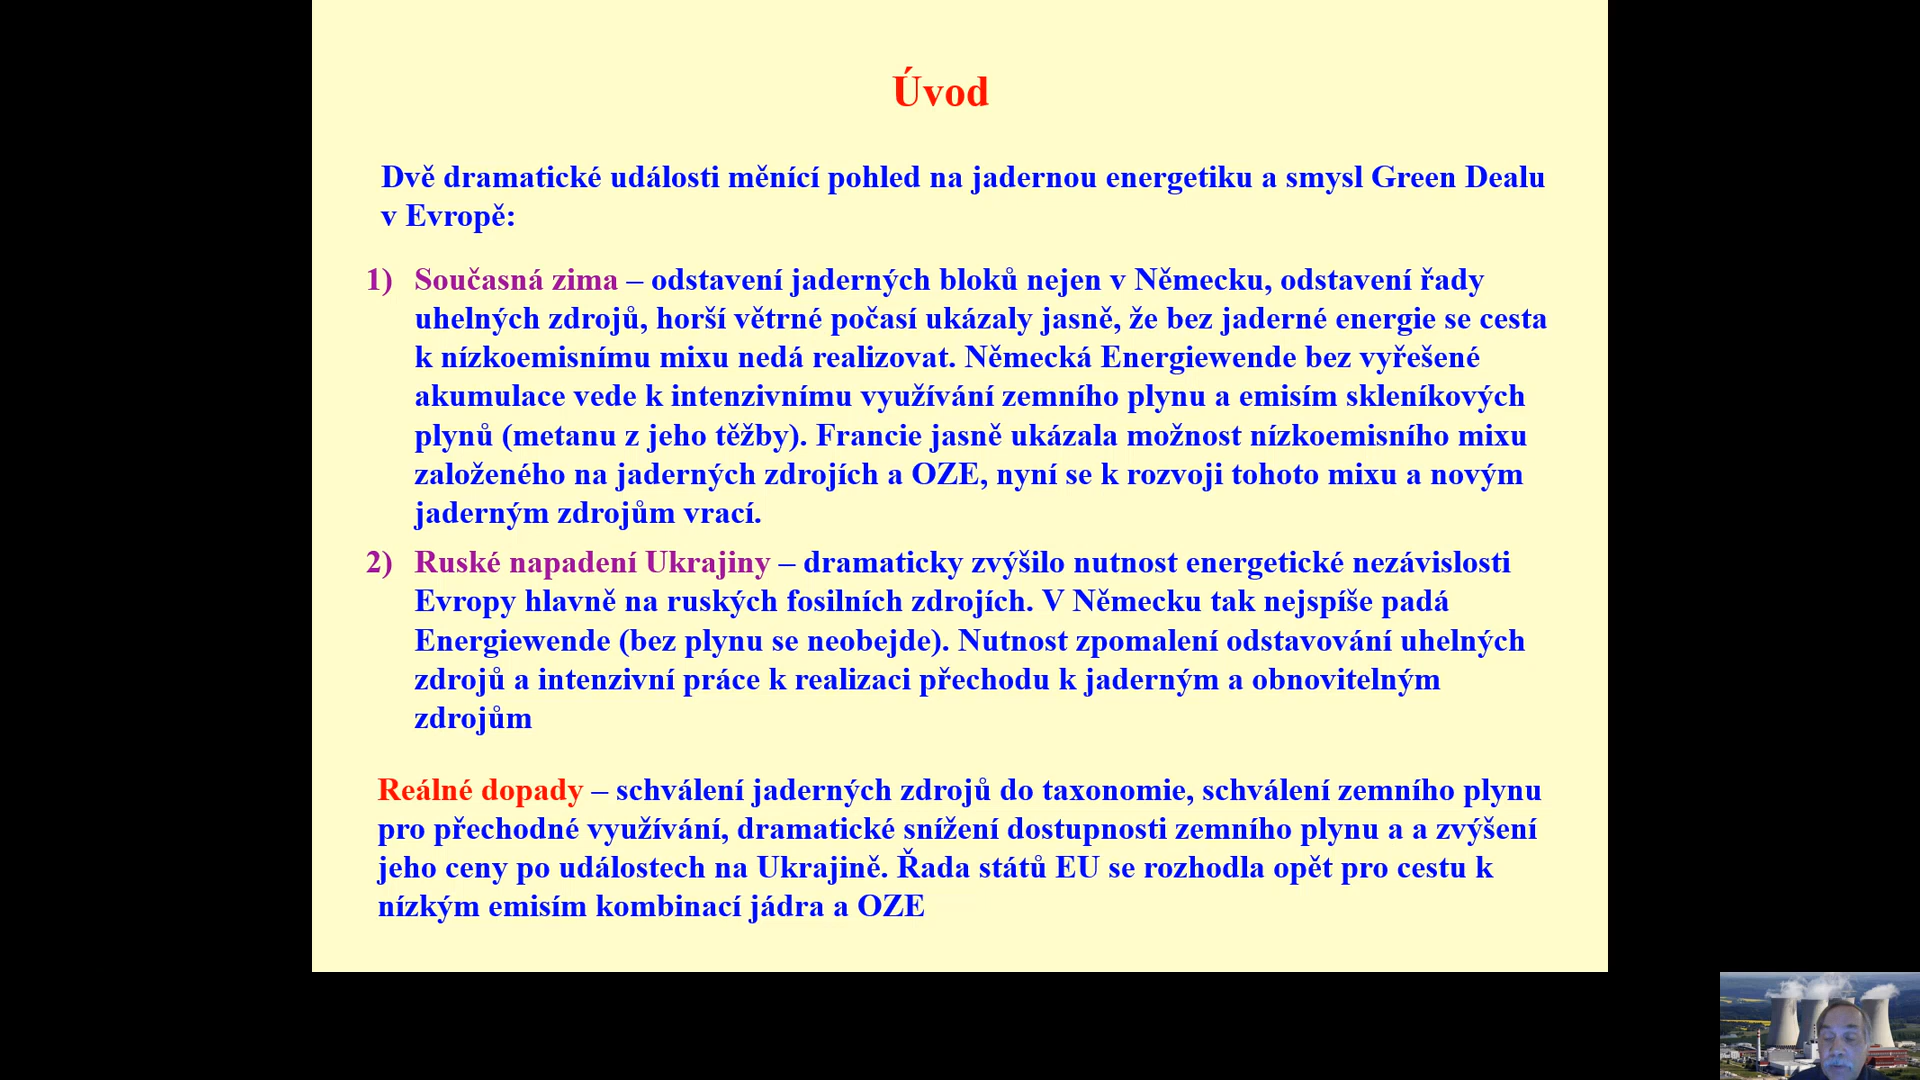 Úvod
Dvě dramatické události měnící pohled na jadernou energetiku a smysl Green Dealu
v Evropě:
1) Současná zima – odstavení jaderných bloků nejen v Německu, odstavení řady
uhelných zdrojů, horší větrné počasí ukázaly jasně, že bez jaderné energie se cesta
k nízkoemisnímu mixu nedá realizovat. Německá Energiewende bez vyřešené
akumulace vede k intenzivnímu využívání zemního plynu a emisím skleníkových
plynů (metanu z jeho těžby). Francie jasně ukázala možnost nízkoemisního mixu
založeného na jaderných zdrojích a OZE, nyní se k rozvoji tohoto mixu a novým
jaderným zdrojům vrací.
2) Ruské napadení Ukrajiny – dramaticky zvýšilo nutnost energetické nezávislosti
Evropy hlavně na ruských fosilních zdrojích. V Německu tak nejspíše padá
Energiewende (bez plynu se neobejde). Nutnost zpomalení odstavování uhelných
zdrojů a intenzivní práce k realizaci přechodu k jaderným a obnovitelným
zdrojům
Reálné dopady – schválení jaderných zdrojů do taxonomie, schválení zemního plynu
pro přechodné využívání, dramatické snížení dostupnosti zemního plynu a a zvýšení
jeho ceny po událostech na Ukrajině. Řada států EU se rozhodla opět pro cestu k
nízkým emisím kombinací jádra a OZE